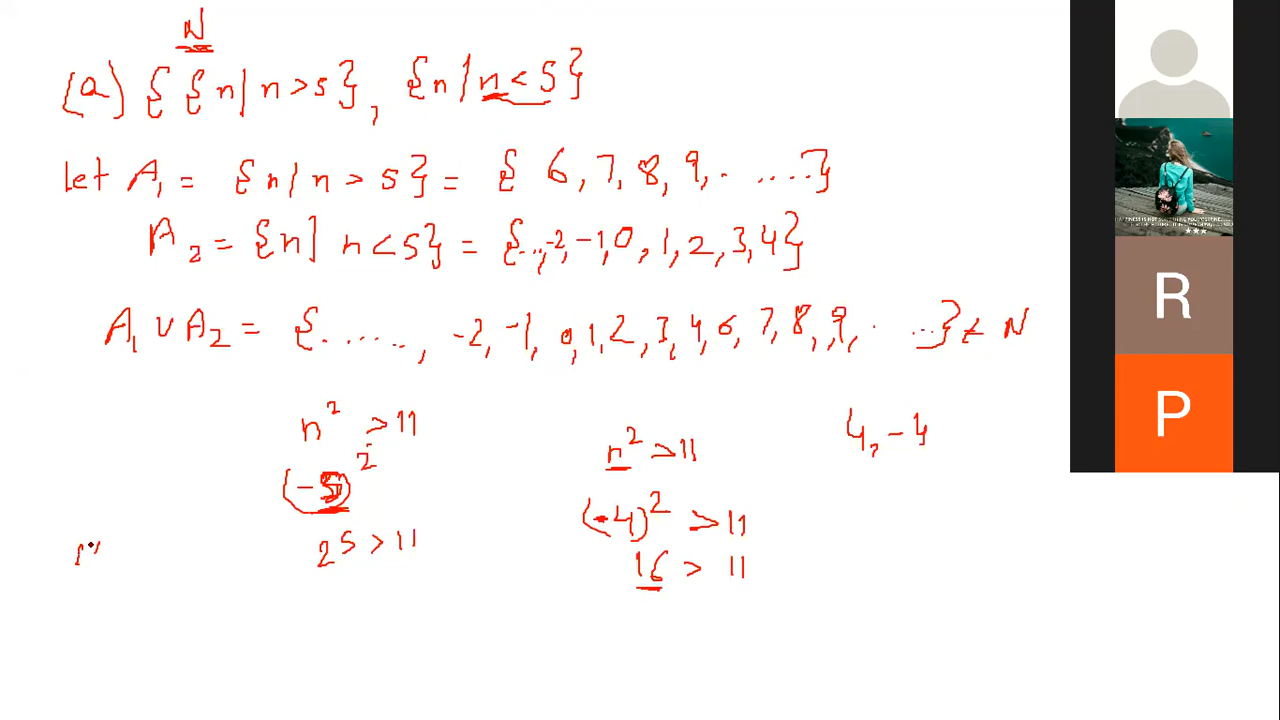 N
(a) { {n | n > 5}, {n | n < 5}
let A₁ = {n | n > 5} = { 6, 7, 8, 9, ......}
A₂ = {n | n < 5} = {..., -2, -1, 0, 1, 2, 3, 4}
A₁ ∪ A₂ = {......, -2, -1, 0, 1, 2, 3, 4, 6, 7, 8, 9, ....} ≠ N
n² > 11
(-5)²
25 > 11
n² > 11
(-4)² > 11
16 > 11
4, -4
R
P